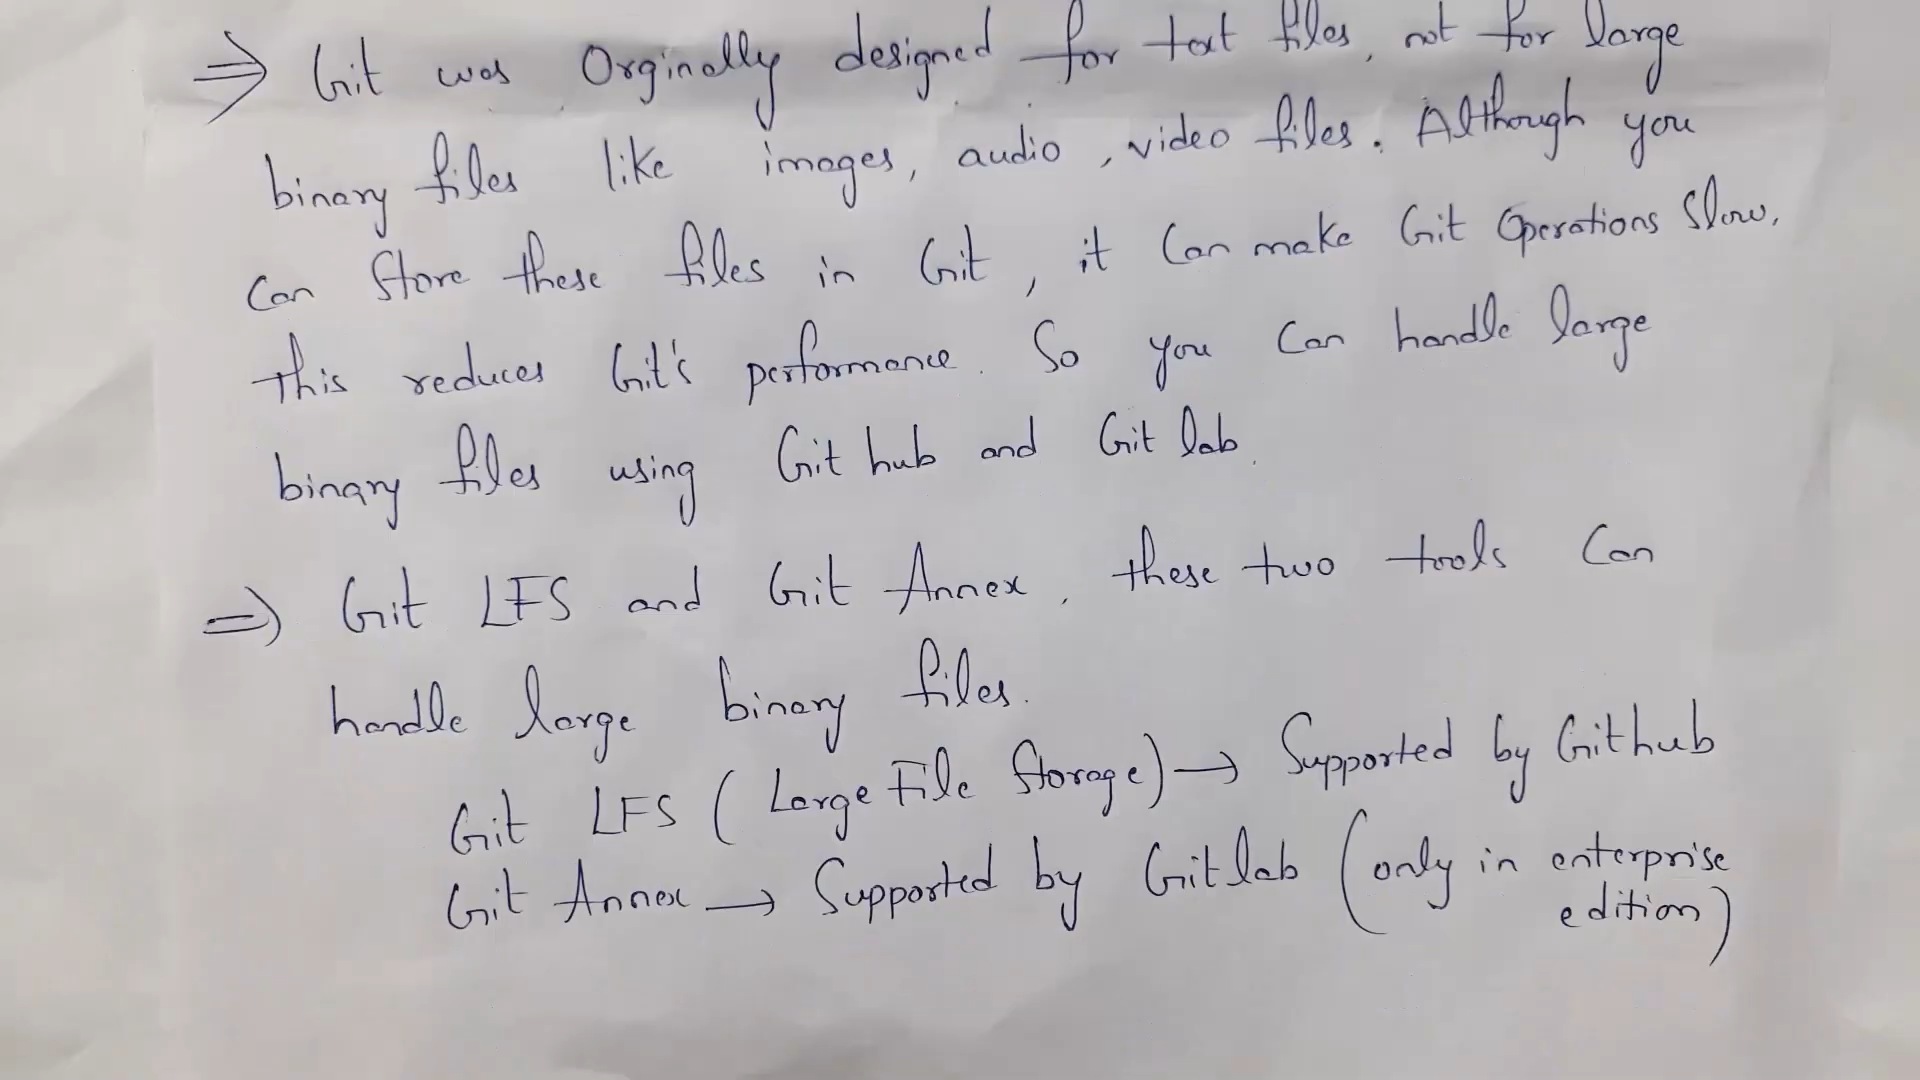 ⇒ Git was Orginally designed for text files, not for large
binary files like images, audio, video files. Although you
can store these files in Git, it can make Git Operations Slow.
this reduces Git's performance. So you can handle large
binary files using Git hub and Git lab.
⇒ Git LFS and Git Annex, these two tools can
handle large binary files.
Git LFS (Large File Storage) → Supported by Github
Git Annex → Supported by Gitlab (only in enterprise
edition)